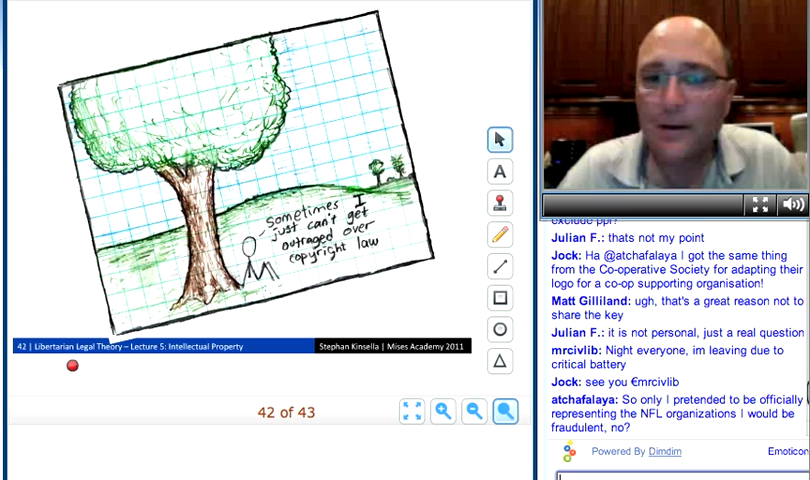 Sometimes I
just can't get
outraged over
copyright law
42 | Libertarian Legal Theory – Lecture 5: Intellectual Property
Stephan Kinsella | Mises Academy 2011
42 of 43
A
exclude ppl?
Julian F.: thats not my point
Jock: Ha @atchafalaya I got the same thing
from the Co-operative Society for adapting their
logo for a co-op supporting organisation!
Matt Gilliland: ugh, that's a great reason not to
share the key
Julian F.: it is not personal, just a real question
mrcivlib: Night everyone, im leaving due to
critical battery
Jock: see you €mrcivlib
atchafalaya: So only I pretended to be officially
representing the NFL organizations I would be
fraudulent, no?
Powered By Dimdim
Emoticon